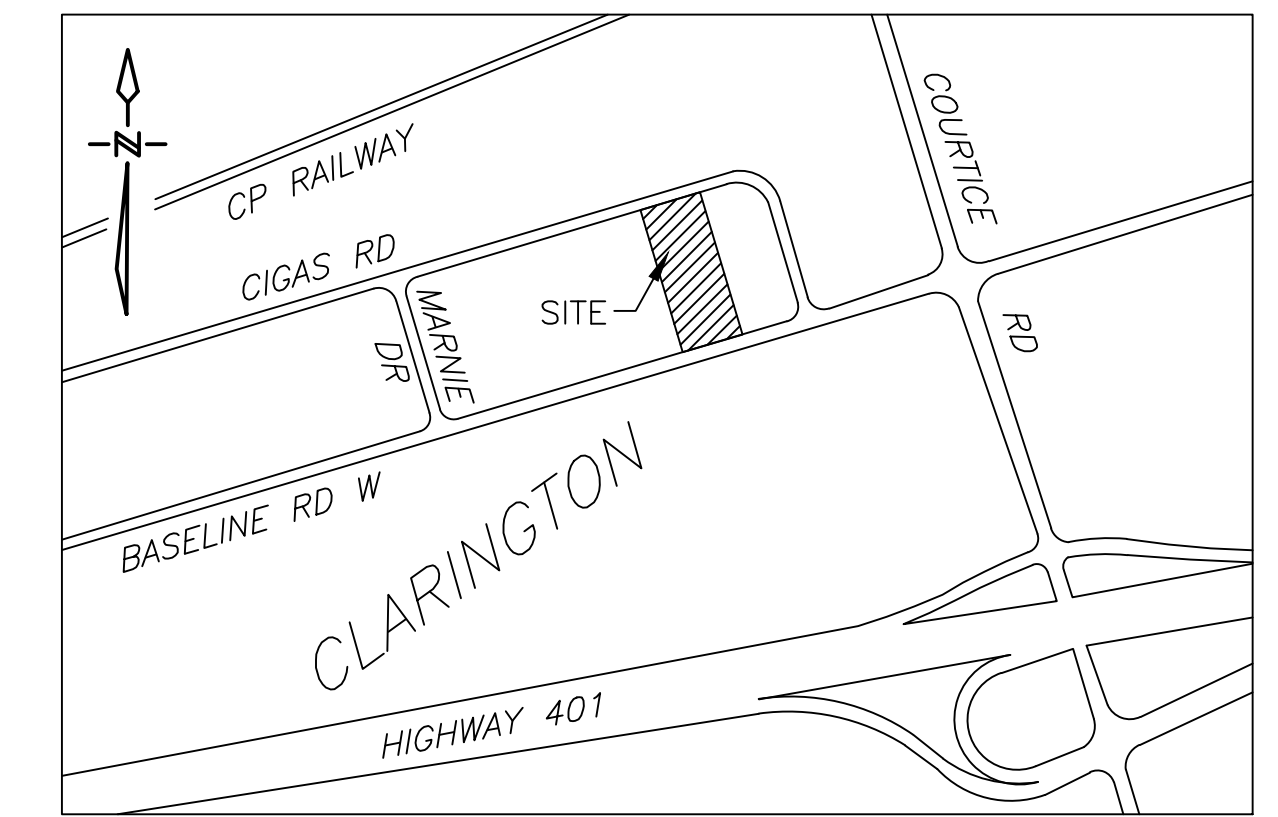 N
CP RAILWAY
COURTICE
RD
CIGAS RD
MARNIE
DR
SITE
BASELINE RD W
CLARINGTON
HIGHWAY 401